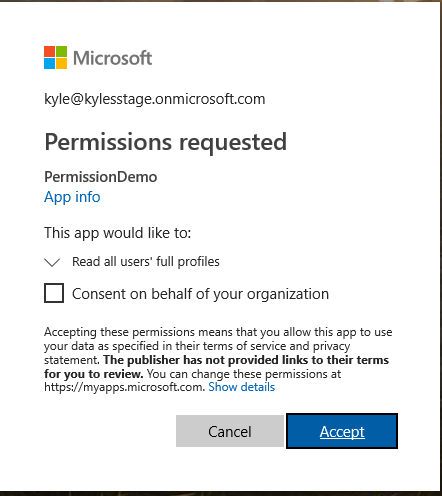 Microsoft
kyle@kylesstage.onmicrosoft.com
Permissions requested
PermissionDemo
App info
This app would like to:
Read all users' full profiles
Consent on behalf of your organization
Accepting these permissions means that you allow this app to use
your data as specified in their terms of service and privacy
statement. The publisher has not provided links to their terms
for you to review. You can change these permissions at
https://myapps.microsoft.com. Show details
Cancel
Accept